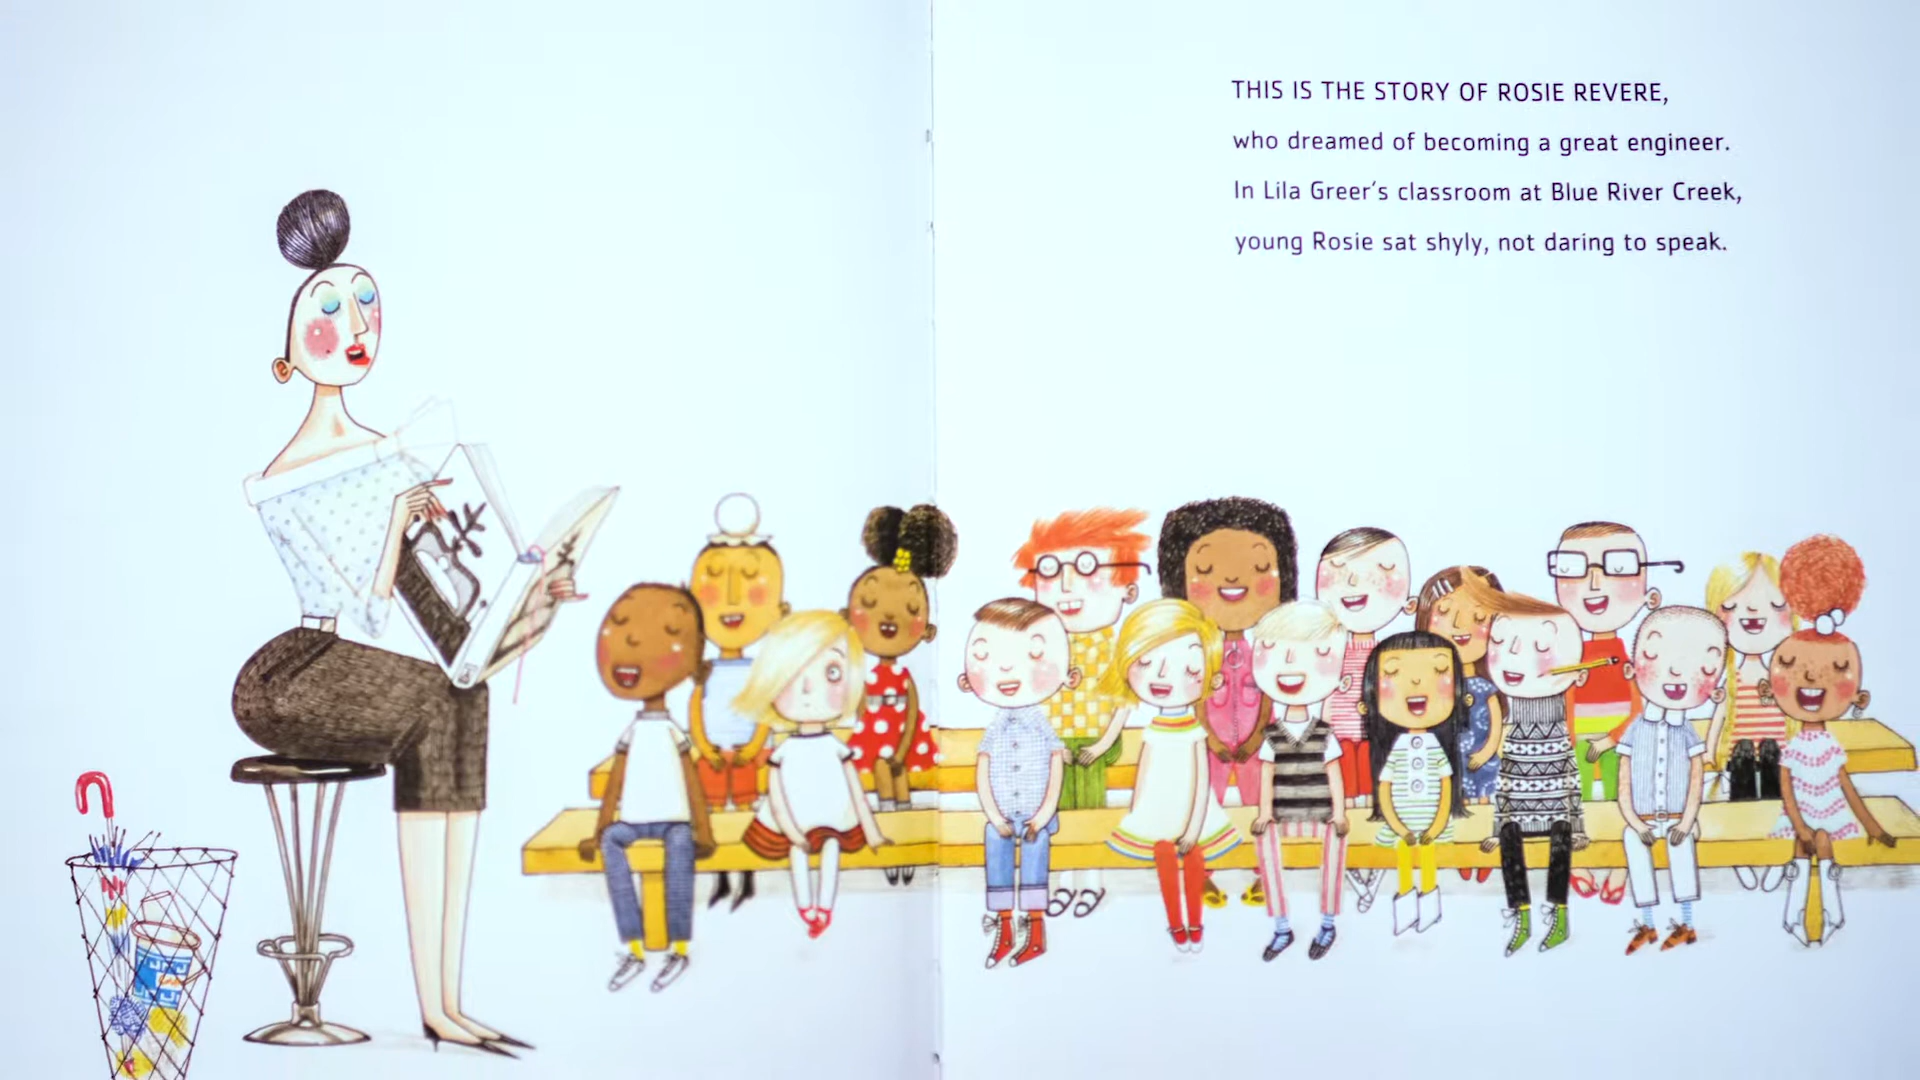 THIS IS THE STORY OF ROSIE REVERE,
who dreamed of becoming a great engineer.
In Lila Greer's classroom at Blue River Creek,
young Rosie sat shyly, not daring to speak.